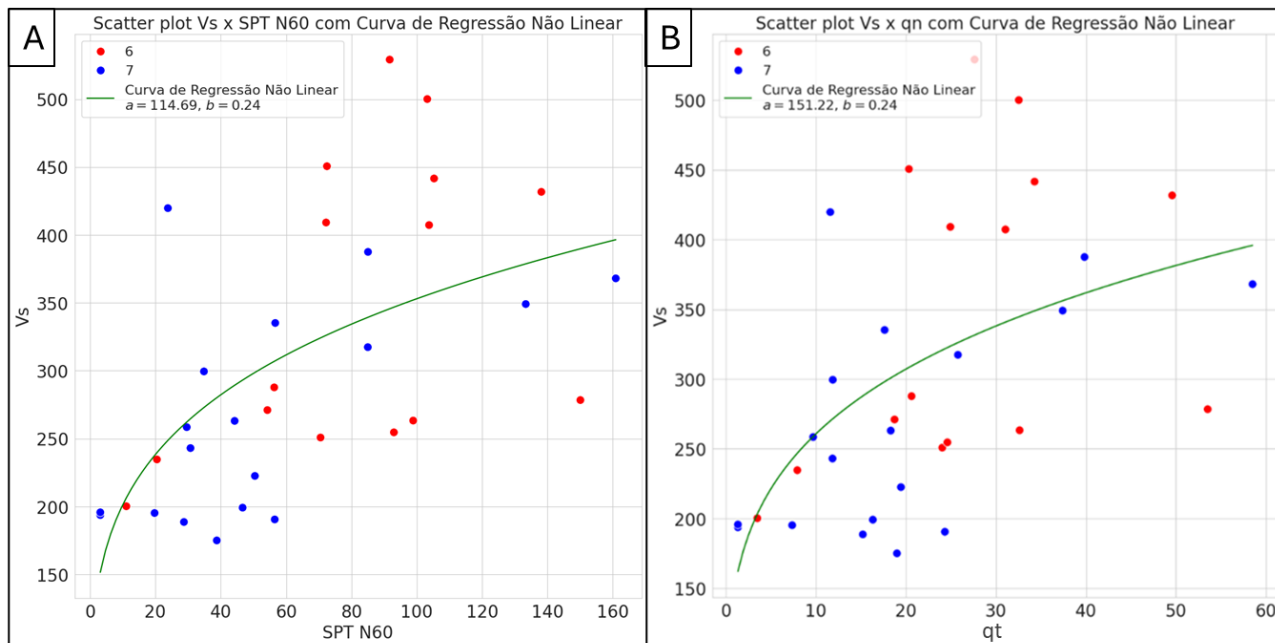 A
Scatter plot Vs x SPT N60 com Curva de Regressão Não Linear
6
7
Curva de Regressão Não Linear
a = 114.69, b = 0.24
Vs
500
450
400
350
300
250
200
150
0 20 40 60 80 100 120 140 160
SPT N60
B
Scatter plot Vs x qn com Curva de Regressão Não Linear
6
7
Curva de Regressão Não Linear
a = 151.22, b = 0.24
Vs
500
450
400
350
300
250
200
150
0 10 20 30 40 50 60
qt